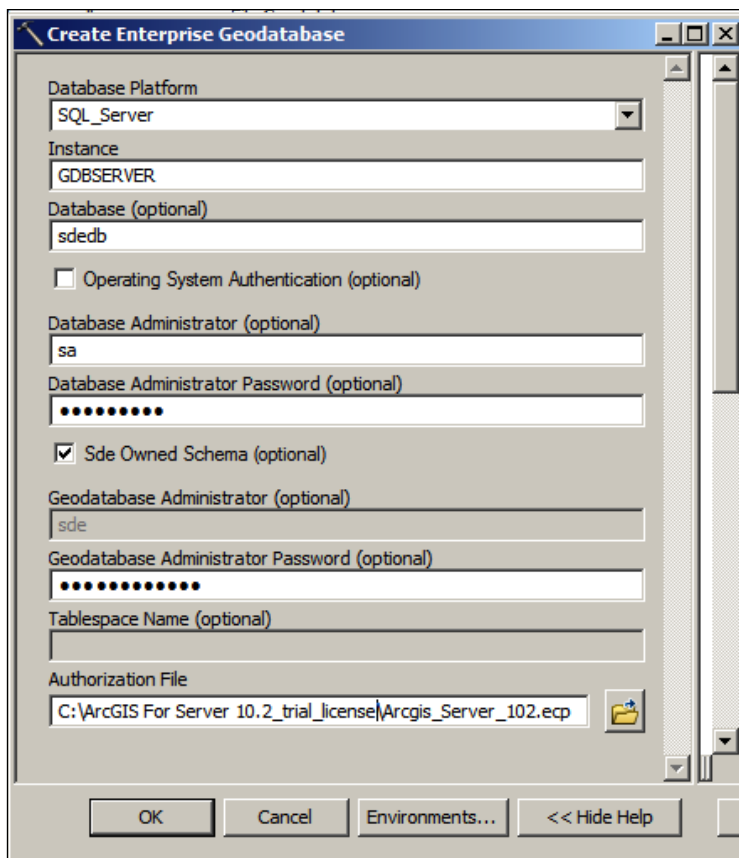 Create Enterprise Geodatabase
Database Platform
SQL_Server
Instance
GDBSERVER
Database (optional)
sdedb
Operating System Authentication (optional)
Database Administrator (optional)
sa
Database Administrator Password (optional)
●●●●●●●●●
Sde Owned Schema (optional)
Geodatabase Administrator (optional)
sde
Geodatabase Administrator Password (optional)
●●●●●●●●●●●●
Tablespace Name (optional)
Authorization File
C:\ArcGIS For Server 10.2_trial_license\Arcgis_Server_102.ecp
OK Cancel Environments... << Hide Help